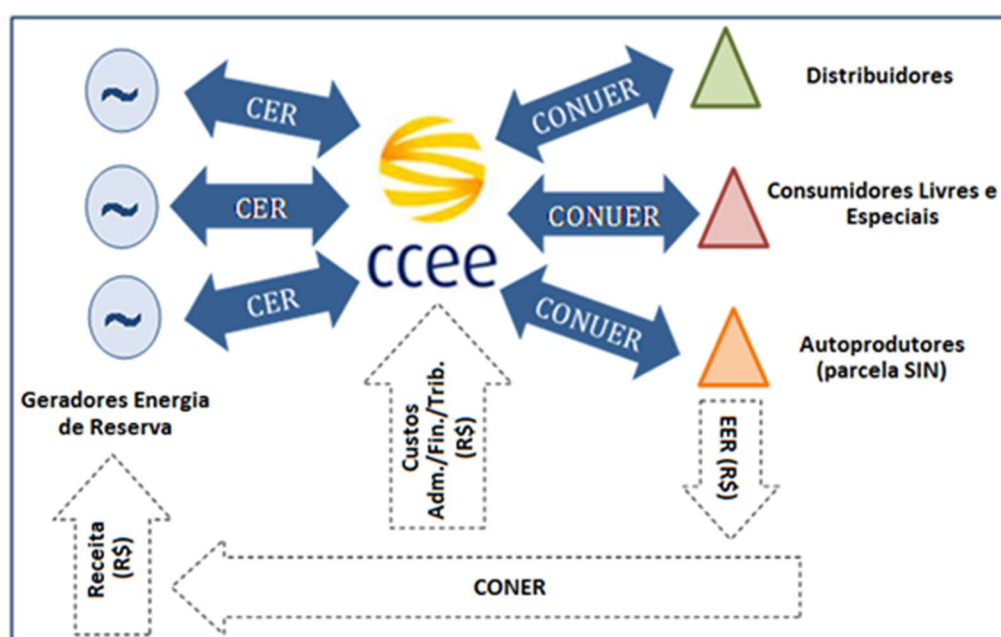 CER
CER
CER
ccee
CONUER
CONUER
CONUER
Distribuidores
Consumidores Livres e
Especiais
Autoprodutores
(parcela SIN)
Geradores Energia
de Reserva
Custos
Adm./Fin./Trib.
(R$)
EER (R$)
Receita
(R$)
CONER